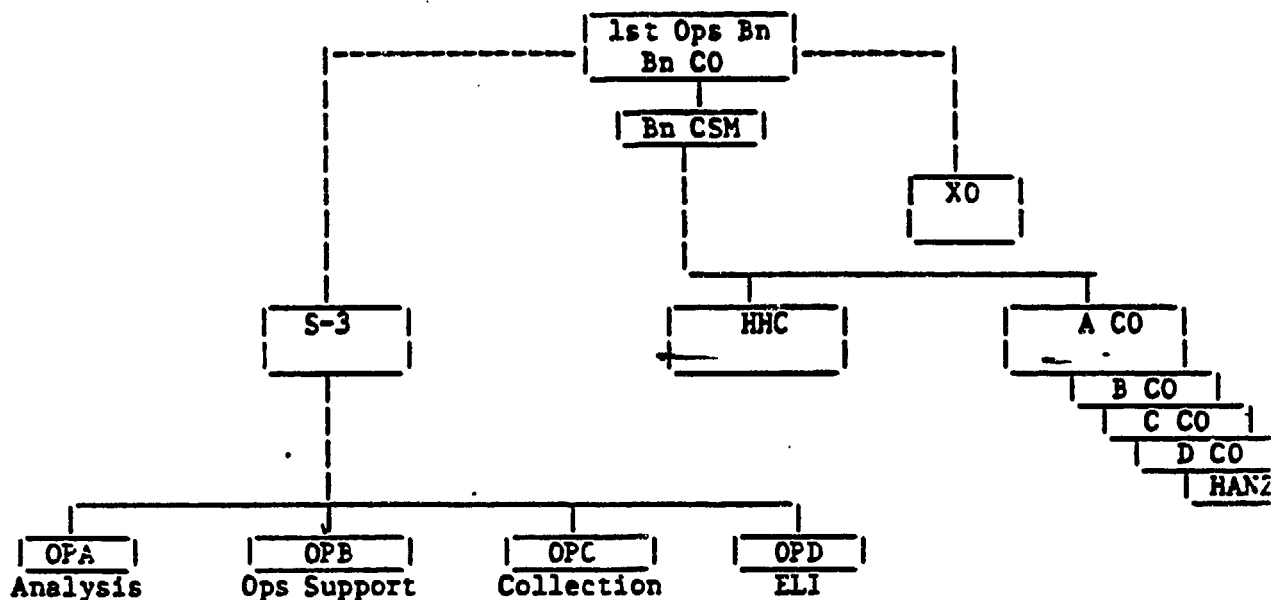 1st Ops Bn
Bn CO
Bn CSM
XO
S-3
HHC
A CO
B CO
C CO
D CO
HAN2
OPA
OPB
OPC
OPD
Analysis
Ops Support
Collection
ELI